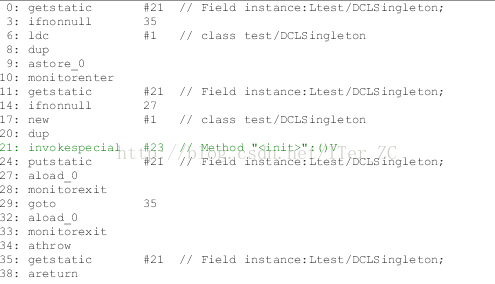 0: getstatic #21 // Field instance:Ltest/DCLSingleton;
3: ifnonnull 35
6: ldc #1 // class test/DCLSingleton
8: dup
9: astore_0
10: monitorenter
11: getstatic #21 // Field instance:Ltest/DCLSingleton;
14: ifnonnull 27
17: new #1 // class test/DCLSingleton
20: dup
21: invokespecial #23 // Method "<init>":()V
http://blog.csdn.net/ITer_ZC
24: putstatic #21 // Field instance:Ltest/DCLSingleton;
27: aload_0
28: monitorexit
29: goto 35
32: aload_0
33: monitorexit
34: athrow
35: getstatic #21 // Field instance:Ltest/DCLSingleton;
38: areturn